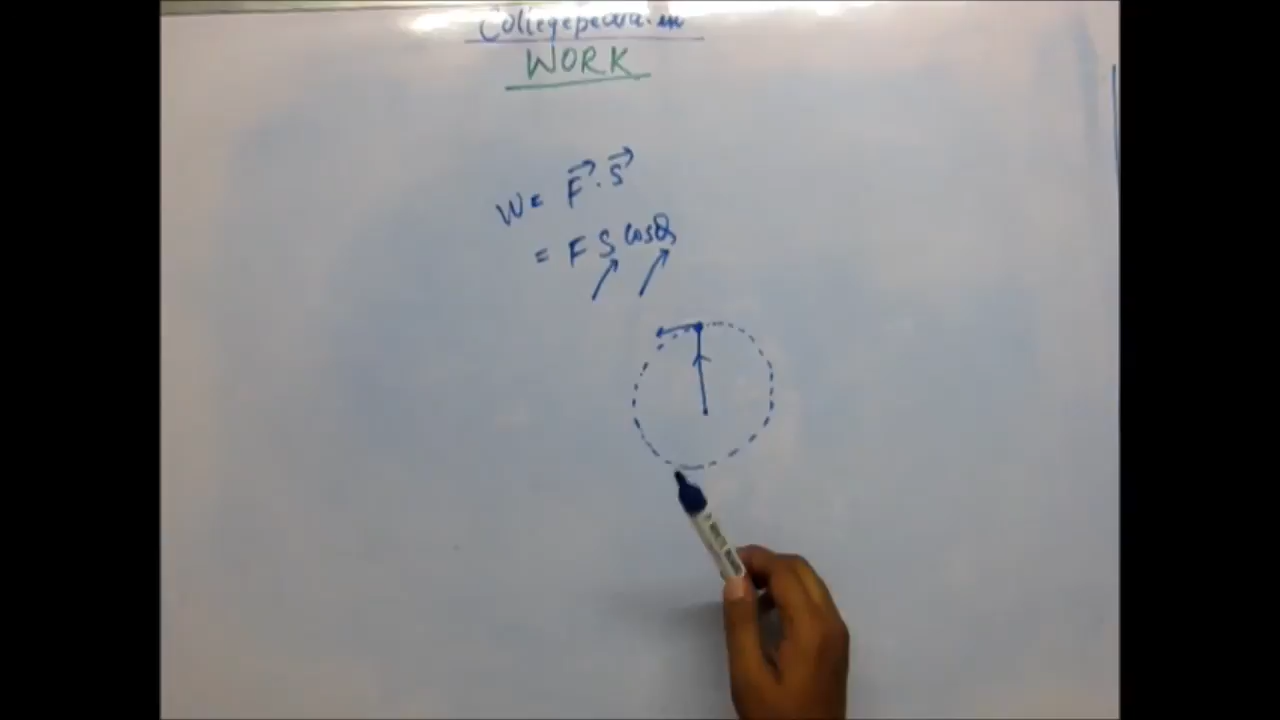 WORK
W = F⃗ . S⃗
= F S cosθ